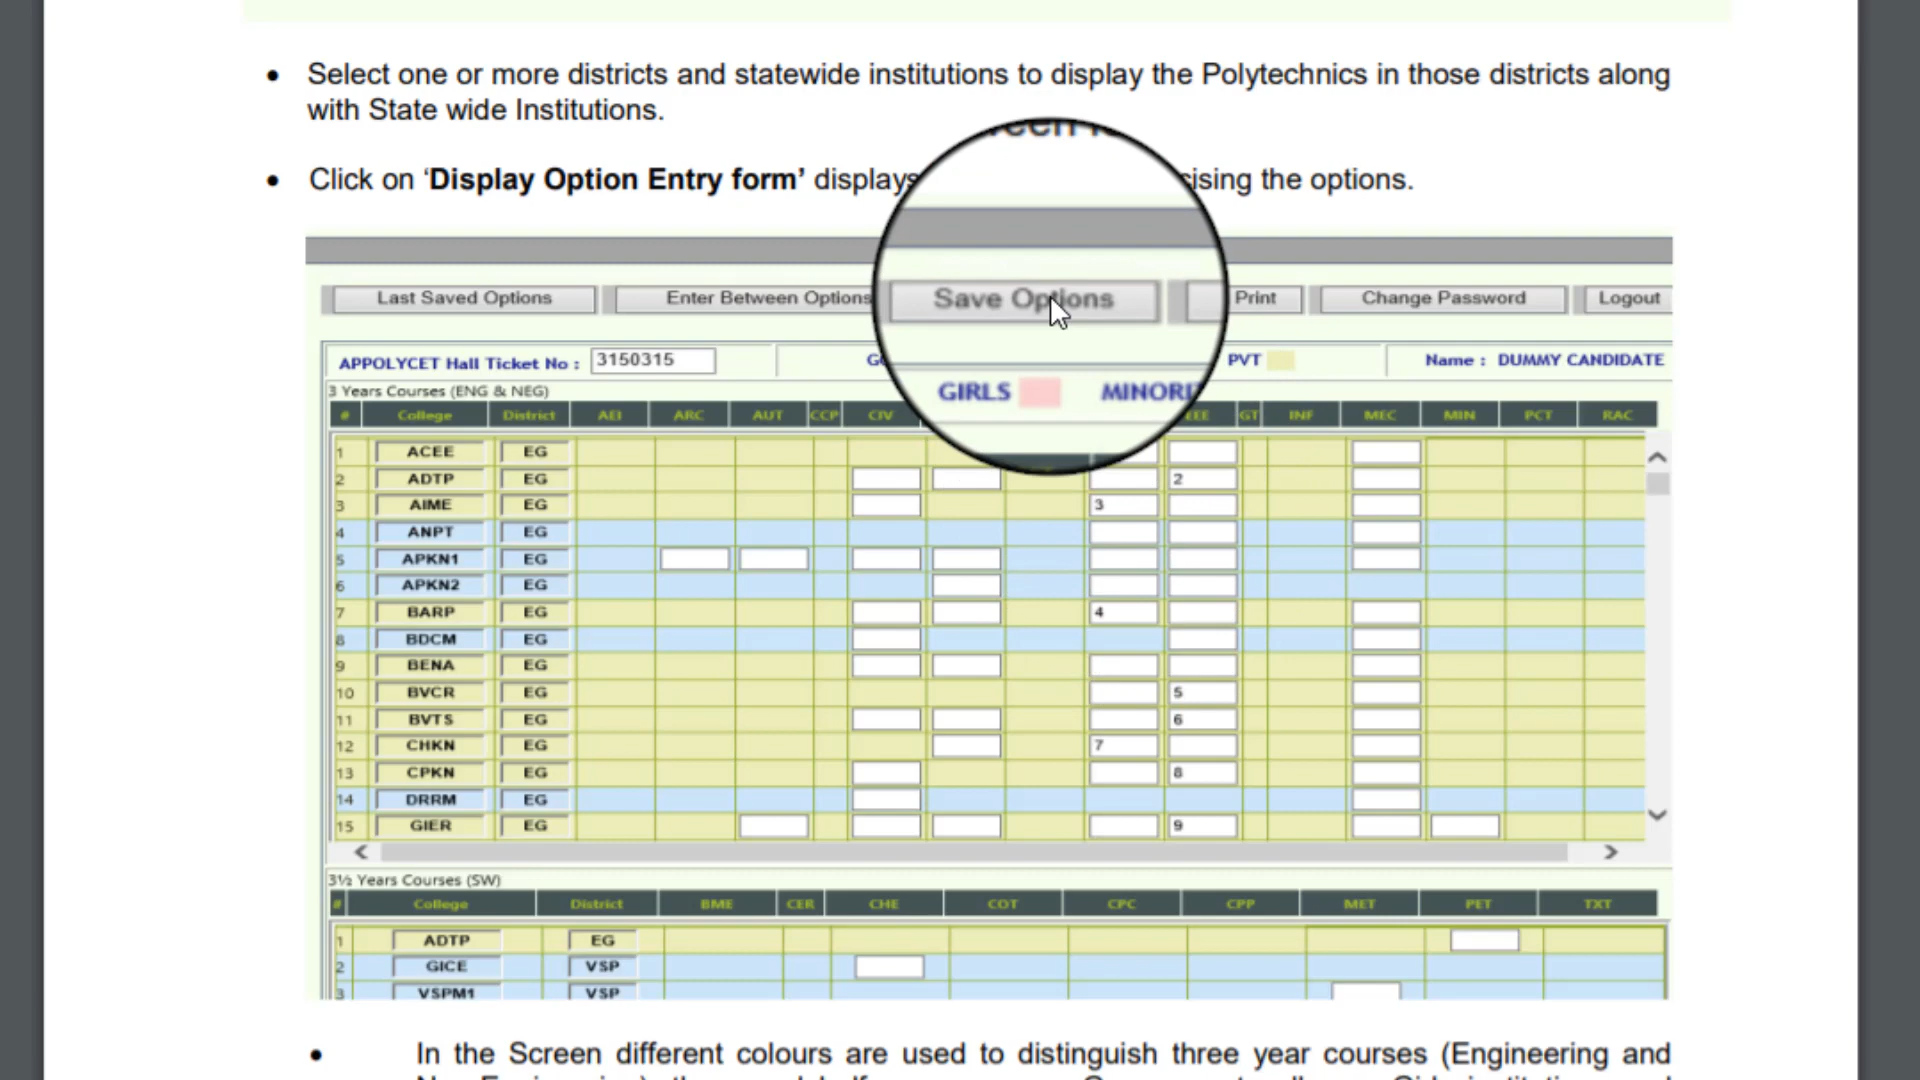 Select one or more districts and statewide institutions to display the Polytechnics in those districts along
with State wide Institutions.
Click on ‘Display Option Entry form’ displays cising the options.
Last Saved Options Enter Between Options Save Options Print Change Password Logout
APPOLYCET Hall Ticket No : 3150315 PVT Name : DUMMY CANDIDATE
GIRLS MINORI
3 Years Courses (ENG & NEG)
# College District AEI ARC AUT CCP CIV EEE GT INF MEC MIN PCT RAC
1 ACEE EG
2 ADTP EG 2
3 AIME EG 3
4 ANPT EG
5 APKN1 EG
6 APKN2 EG
7 BARP EG 4
8 BDCM EG
9 BENA EG
10 BVCR EG 5
11 BVTS EG 6
12 CHKN EG 7
13 CPKN EG 8
14 DRRM EG
15 GIER EG 9
3½ Years Courses (SW)
# College District BME CER CHE COT CPC CPP MET PET TXT
1 ADTP EG
2 GICE VSP
3 VSPM1 VSP
In the Screen different colours are used to distinguish three year courses (Engineering and